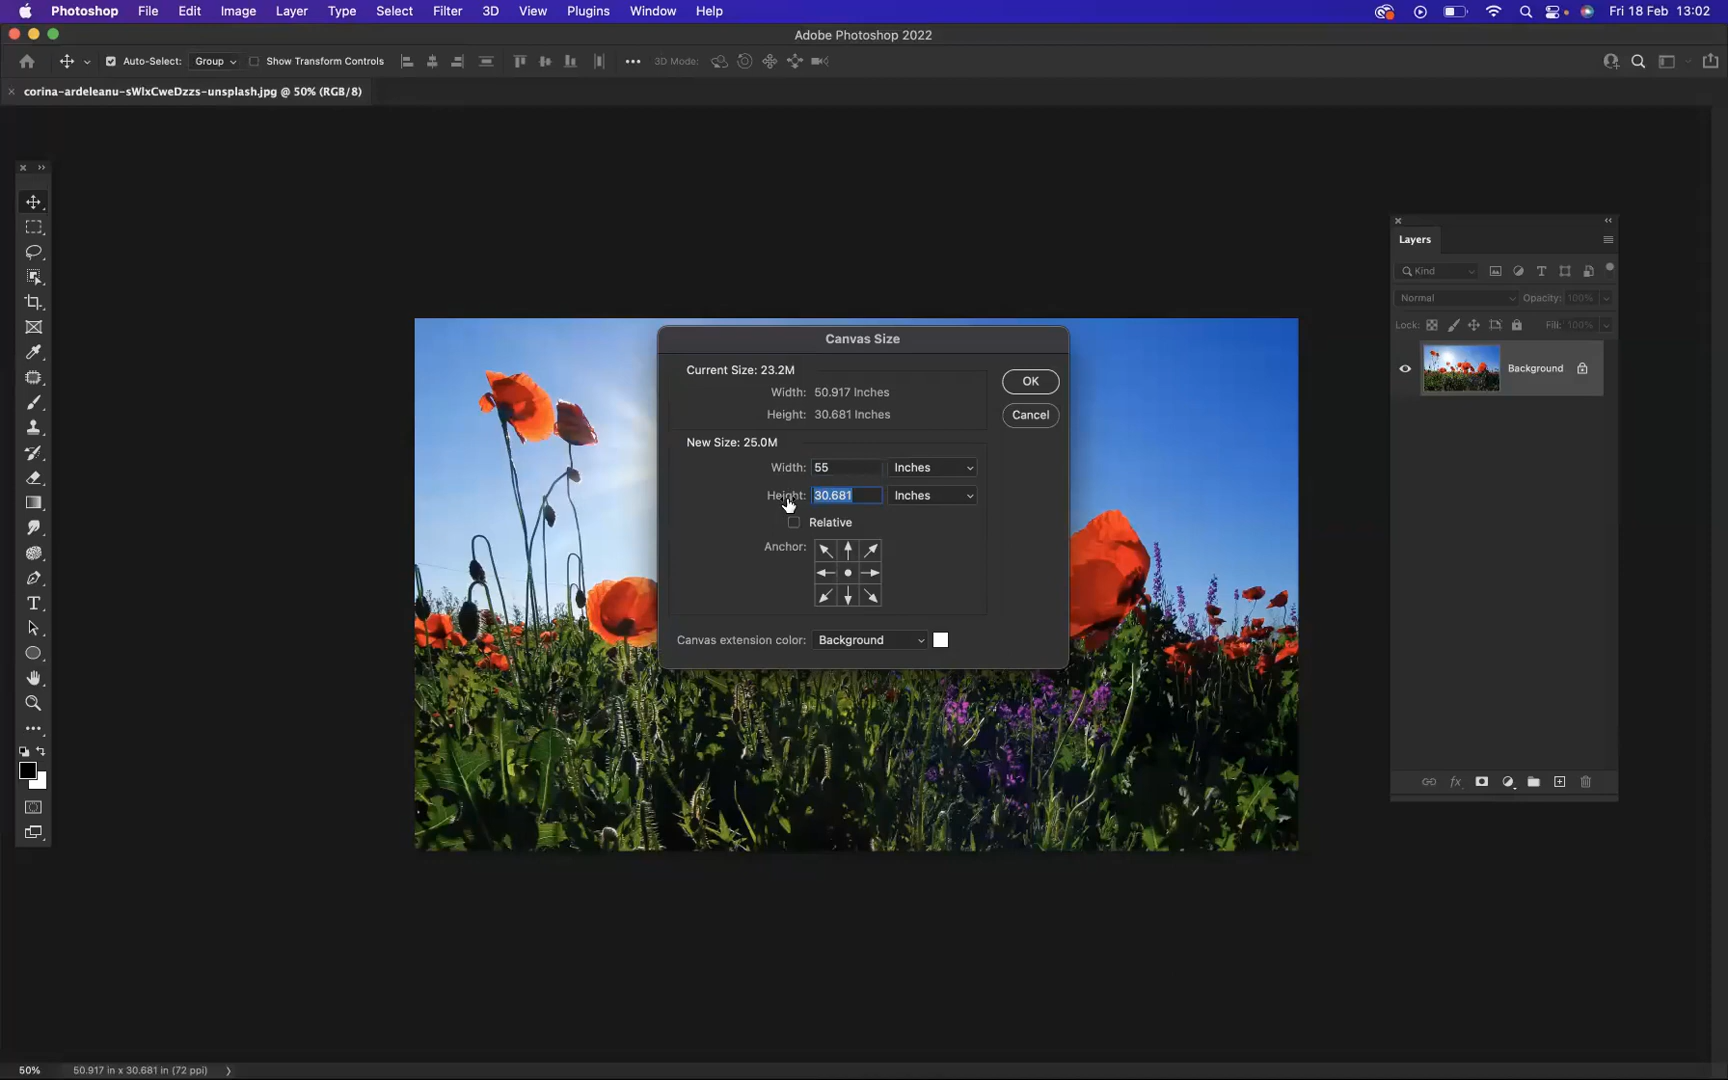 Photoshop File Edit Image Layer Type Select Filter 3D View Plugins Window Help Fri 18 Feb 13:02
Adobe Photoshop 2022
Auto-Select: Group Show Transform Controls 3D Mode:
corina-ardeleanu-sWlxCweDzzs-unsplash.jpg @ 50% (RGB/8)
Layers
Kind
Normal Opacity: 100%
Lock: Fill: 100%
Background
Canvas Size
Current Size: 23.2M
Width: 50.917 Inches
Height: 30.681 Inches
OK
Cancel
New Size: 25.0M
Width: 55 Inches
Height: 30.681 Inches
Relative
Anchor:
Canvas extension color: Background
50% 50.917 in x 30.681 in (72 ppi)